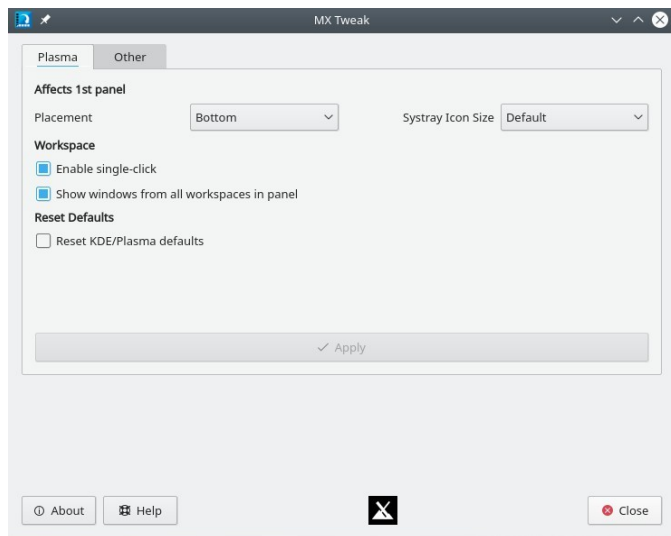 MX Tweak
Plasma Other
Affects 1st panel
Placement Bottom Systray Icon Size Default
Workspace
Enable single-click
Show windows from all workspaces in panel
Reset Defaults
Reset KDE/Plasma defaults
Apply
About Help Close